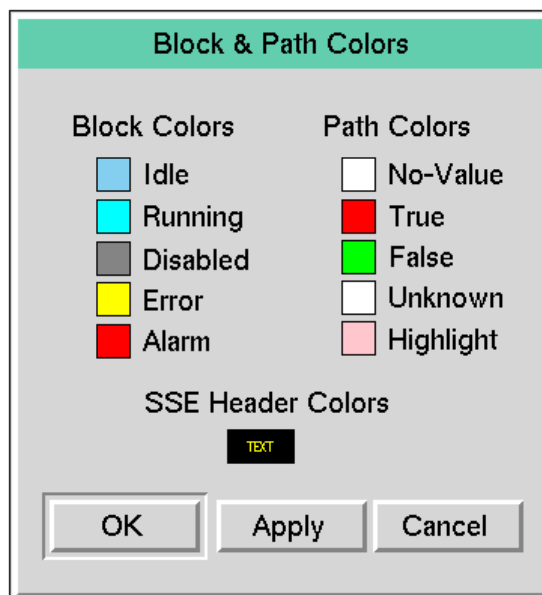 Block & Path Colors
Block Colors
Idle
Running
Disabled
Error
Alarm
Path Colors
No-Value
True
False
Unknown
Highlight
SSE Header Colors
TEXT
OK
Apply
Cancel